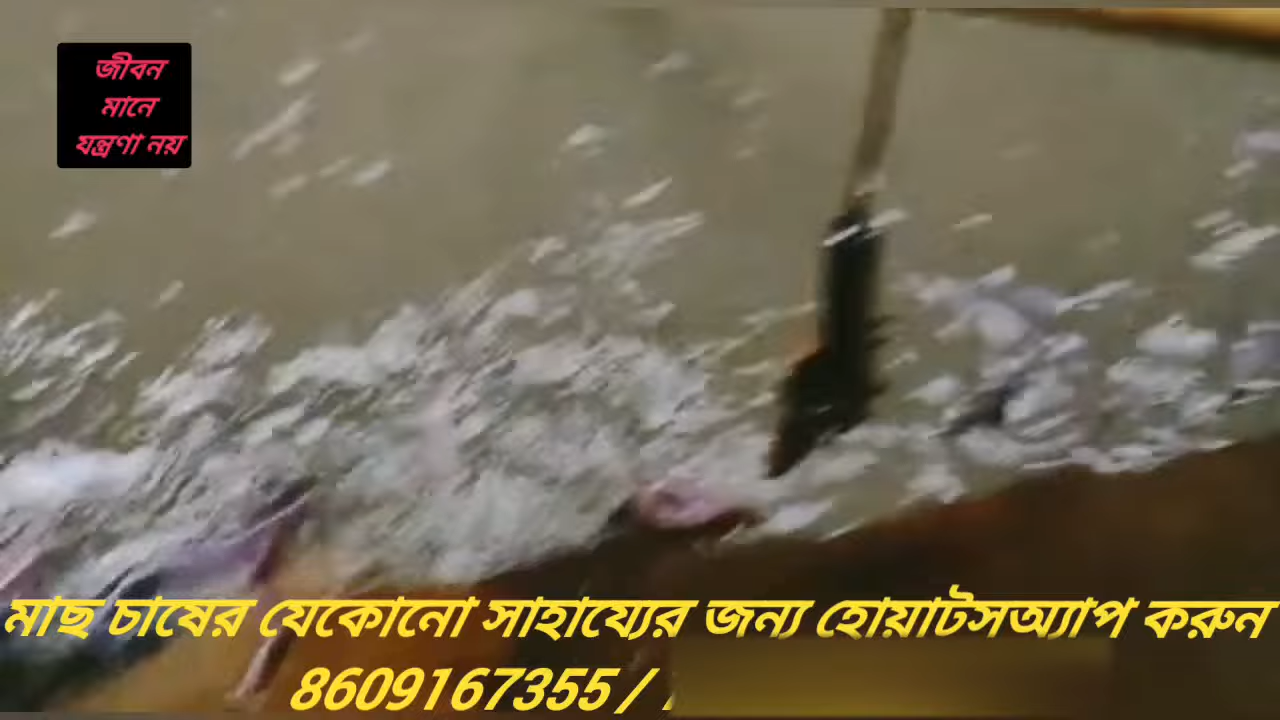 জীবন
মানে
যন্ত্রণা নয়
মাছ চাষের যেকোনো সাহায্যের জন্য হোয়াটসঅ্যাপ করুন
8609167355 /